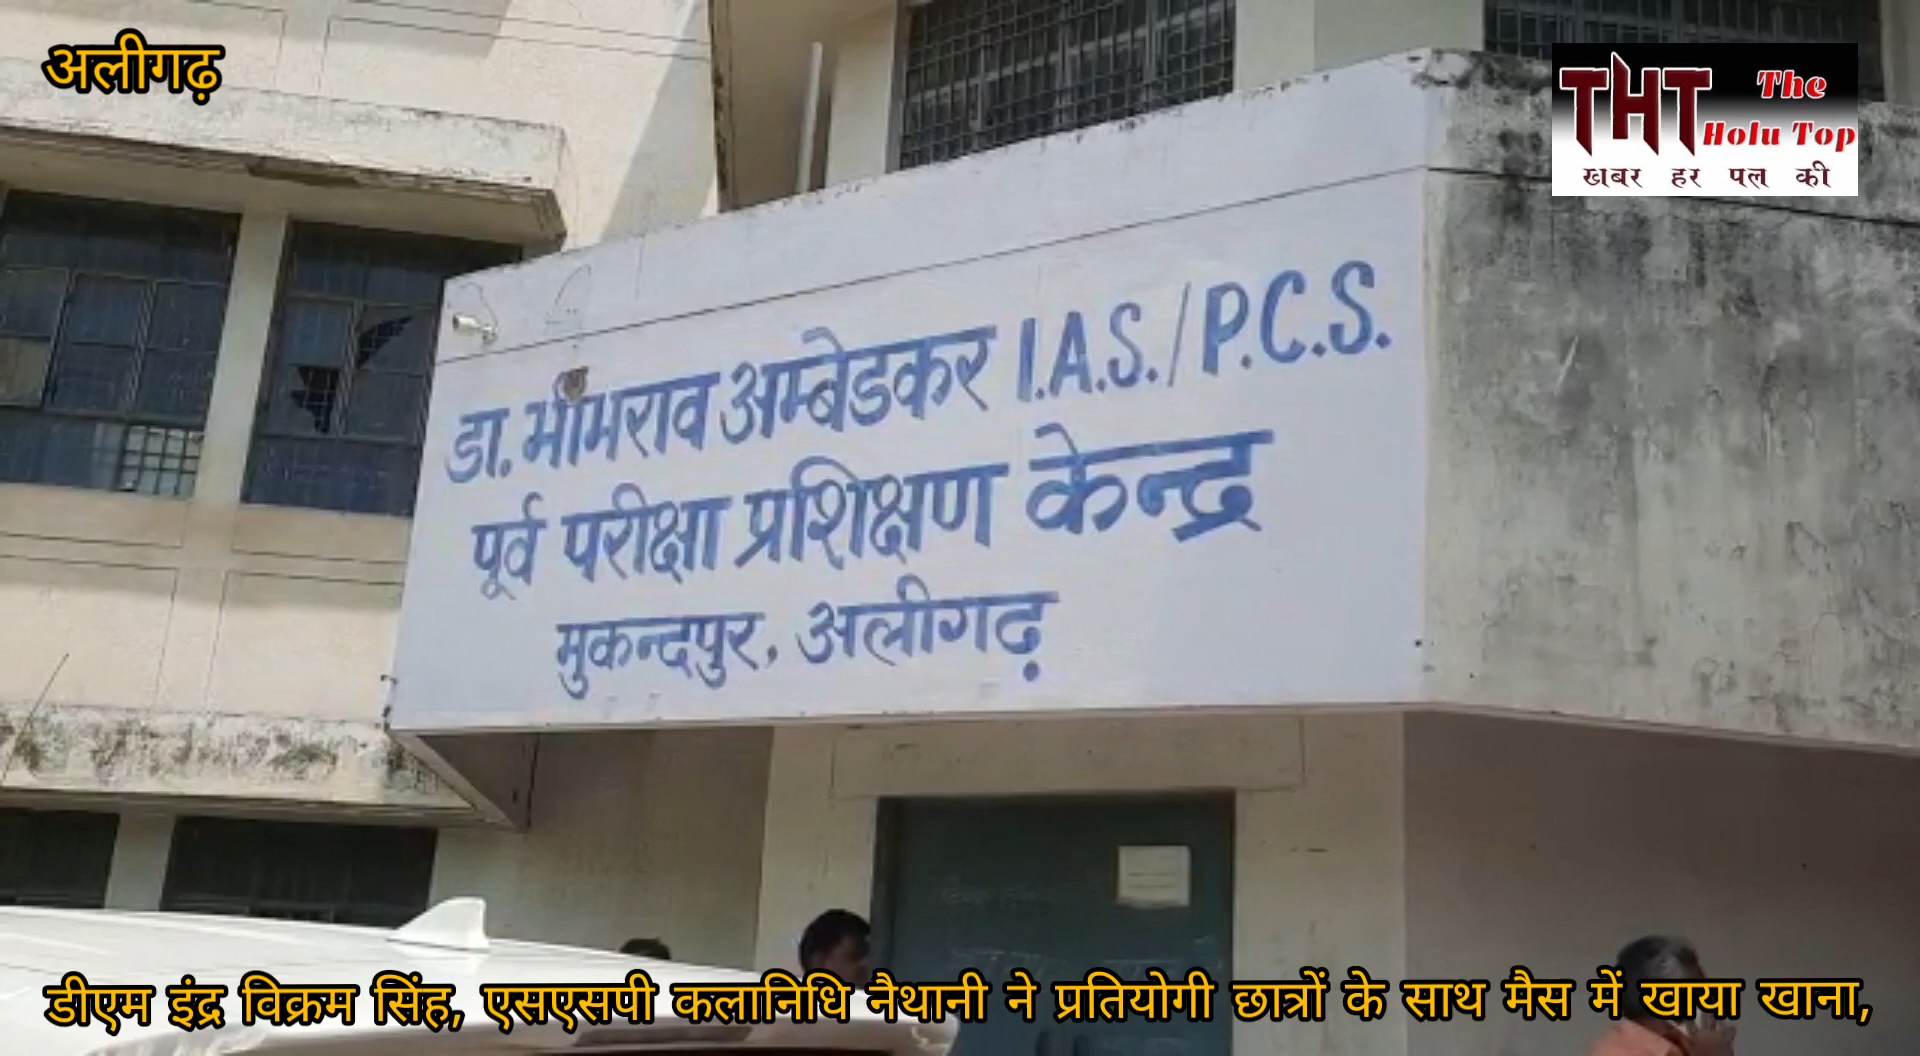 अलीगढ़
THT The
Holu Top
खबर हर पल की
डा. भीमराव अम्बेडकर I.A.S./P.C.S.
पूर्व परीक्षा प्रशिक्षण केन्द्र
मुकन्दपुर, अलीगढ़
डीएम इंद्र विक्रम सिंह, एसएसपी कलानिधि नैथानी ने प्रतियोगी छात्रों के साथ मैस में खाया खाना,